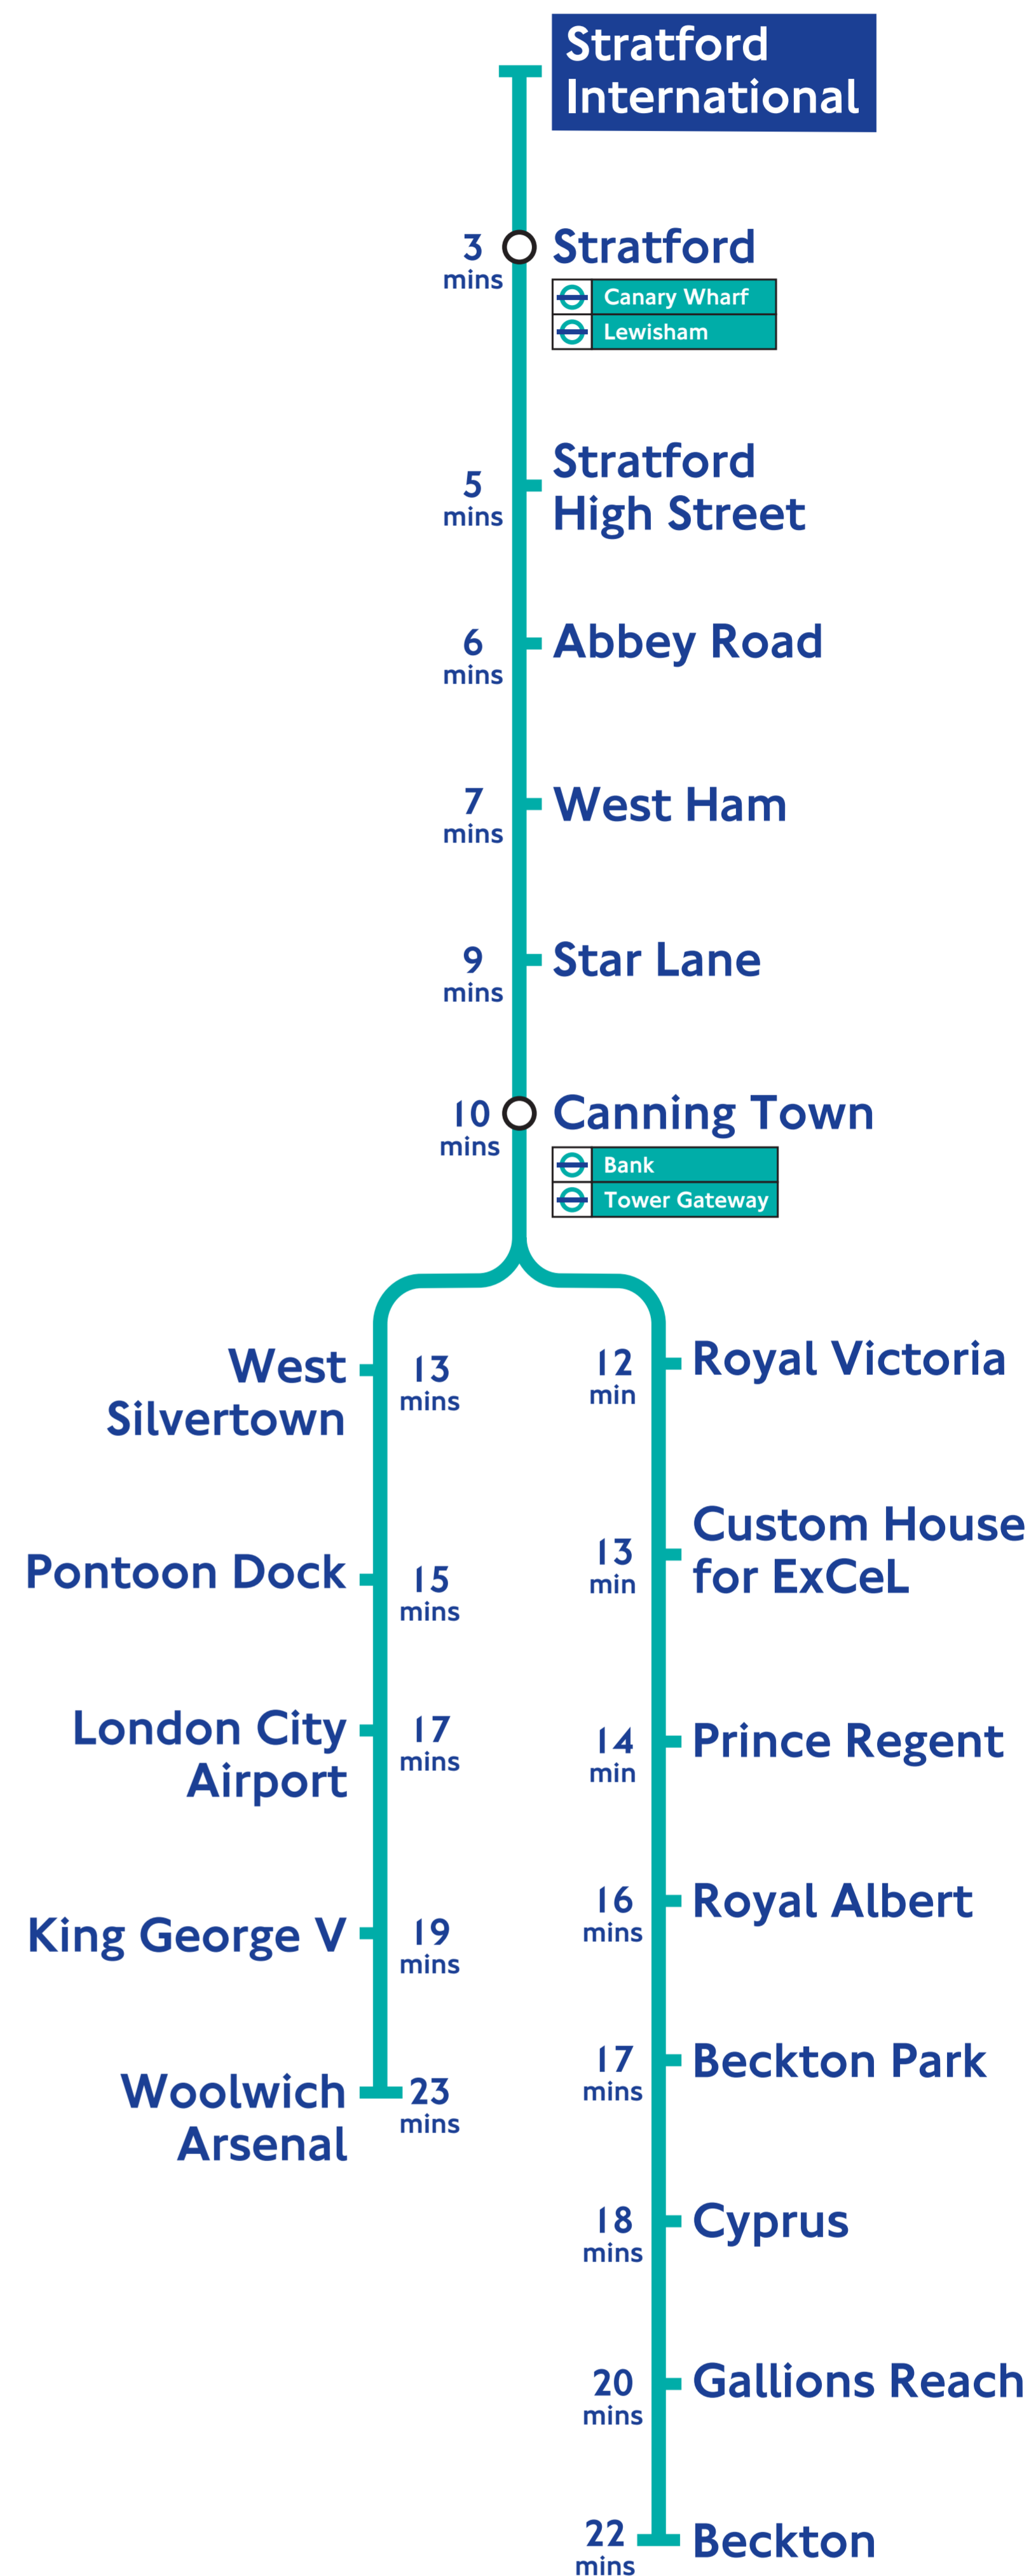 Stratford
International
3
mins
Stratford
Canary Wharf
Lewisham
5
mins
Stratford
High Street
6
mins
Abbey Road
7
mins
West Ham
9
mins
Star Lane
10
mins
Canning Town
Bank
Tower Gateway
West
Silvertown
13
mins
Pontoon Dock
15
mins
London City
Airport
17
mins
King George V
19
mins
Woolwich
Arsenal
23
mins
12
min
Royal Victoria
13
min
Custom House
for ExCeL
14
min
Prince Regent
16
mins
Royal Albert
17
mins
Beckton Park
18
mins
Cyprus
20
mins
Gallions Reach
22
mins
Beckton